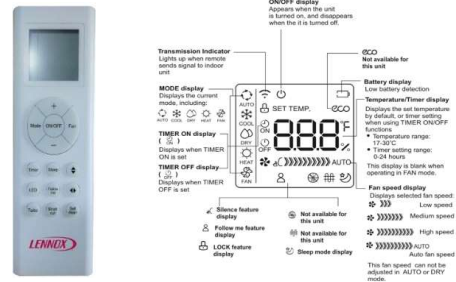 Mode
ON/OFF
Fan
Timer
Sleep
LED
Turbo
LENNOX
ON/OFF display
Appears when the unit
is turned on, and disappears
when the it is turned off.
Transmission Indicator
Lights up when remote
sends signal to indoor
unit
MODE display
Displays the current
mode, including:
AUTO COOL DRY HEAT FAN
TIMER ON display
( ON )
Displays when TIMER
ON is set
TIMER OFF display
( OFF )
Displays when TIMER
OFF is set
AUTO
COOL
DRY
HEAT
FAN
SET TEMP.
eco
ON
OFF
88.8
°F
%
AUTO
eco
Not available for
this unit
Battery display
Low battery detection
Temperature/Timer display
Displays the set temperature
by default, or timer setting
when using TIMER ON/OFF
functions
• Temperature range:
17-30°C
• Timer setting range:
0-24 hours
This display is blank when
operating in FAN mode.
Fan speed display
Displays selected fan speed:
Low speed
Medium speed
High speed
AUTO
Auto fan speed
This fan speed can not be
adjusted in AUTO or DRY
mode.
Silence feature
display
Follow me feature
display
LOCK feature
display
Not available for
this unit
Not available for
this unit
Sleep mode display